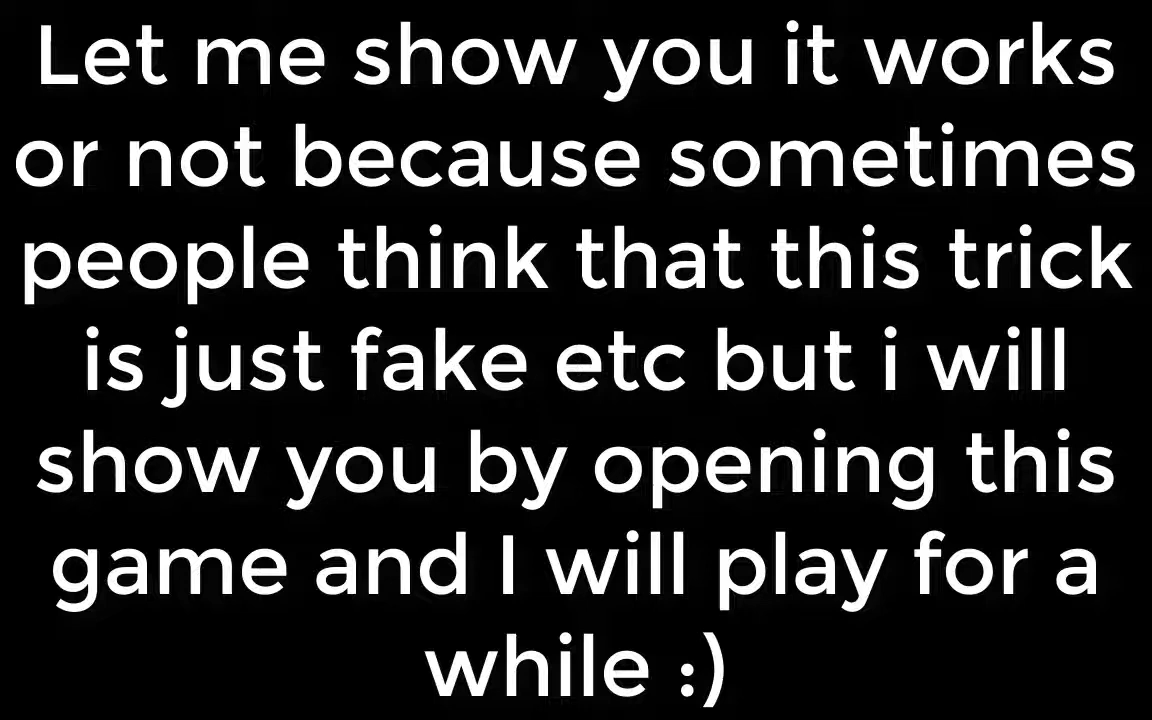 Let me show you it works
or not because sometimes
people think that this trick
is just fake etc but i will
show you by opening this
game and I will play for a
while :)